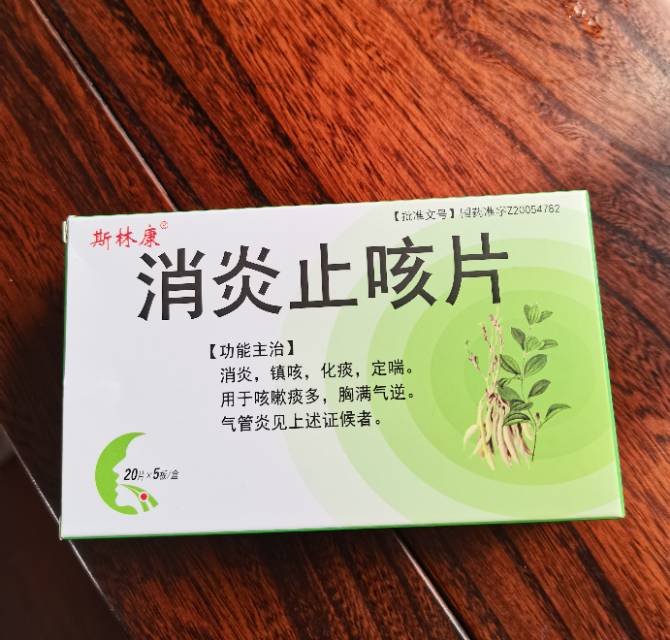 【批准文号】国药准字Z20054782
斯林康®
消炎止咳片
【功能主治】
消炎，镇咳，化痰，定喘。
用于咳嗽痰多，胸满气逆。
气管炎见上述证候者。
20片×5板/盒